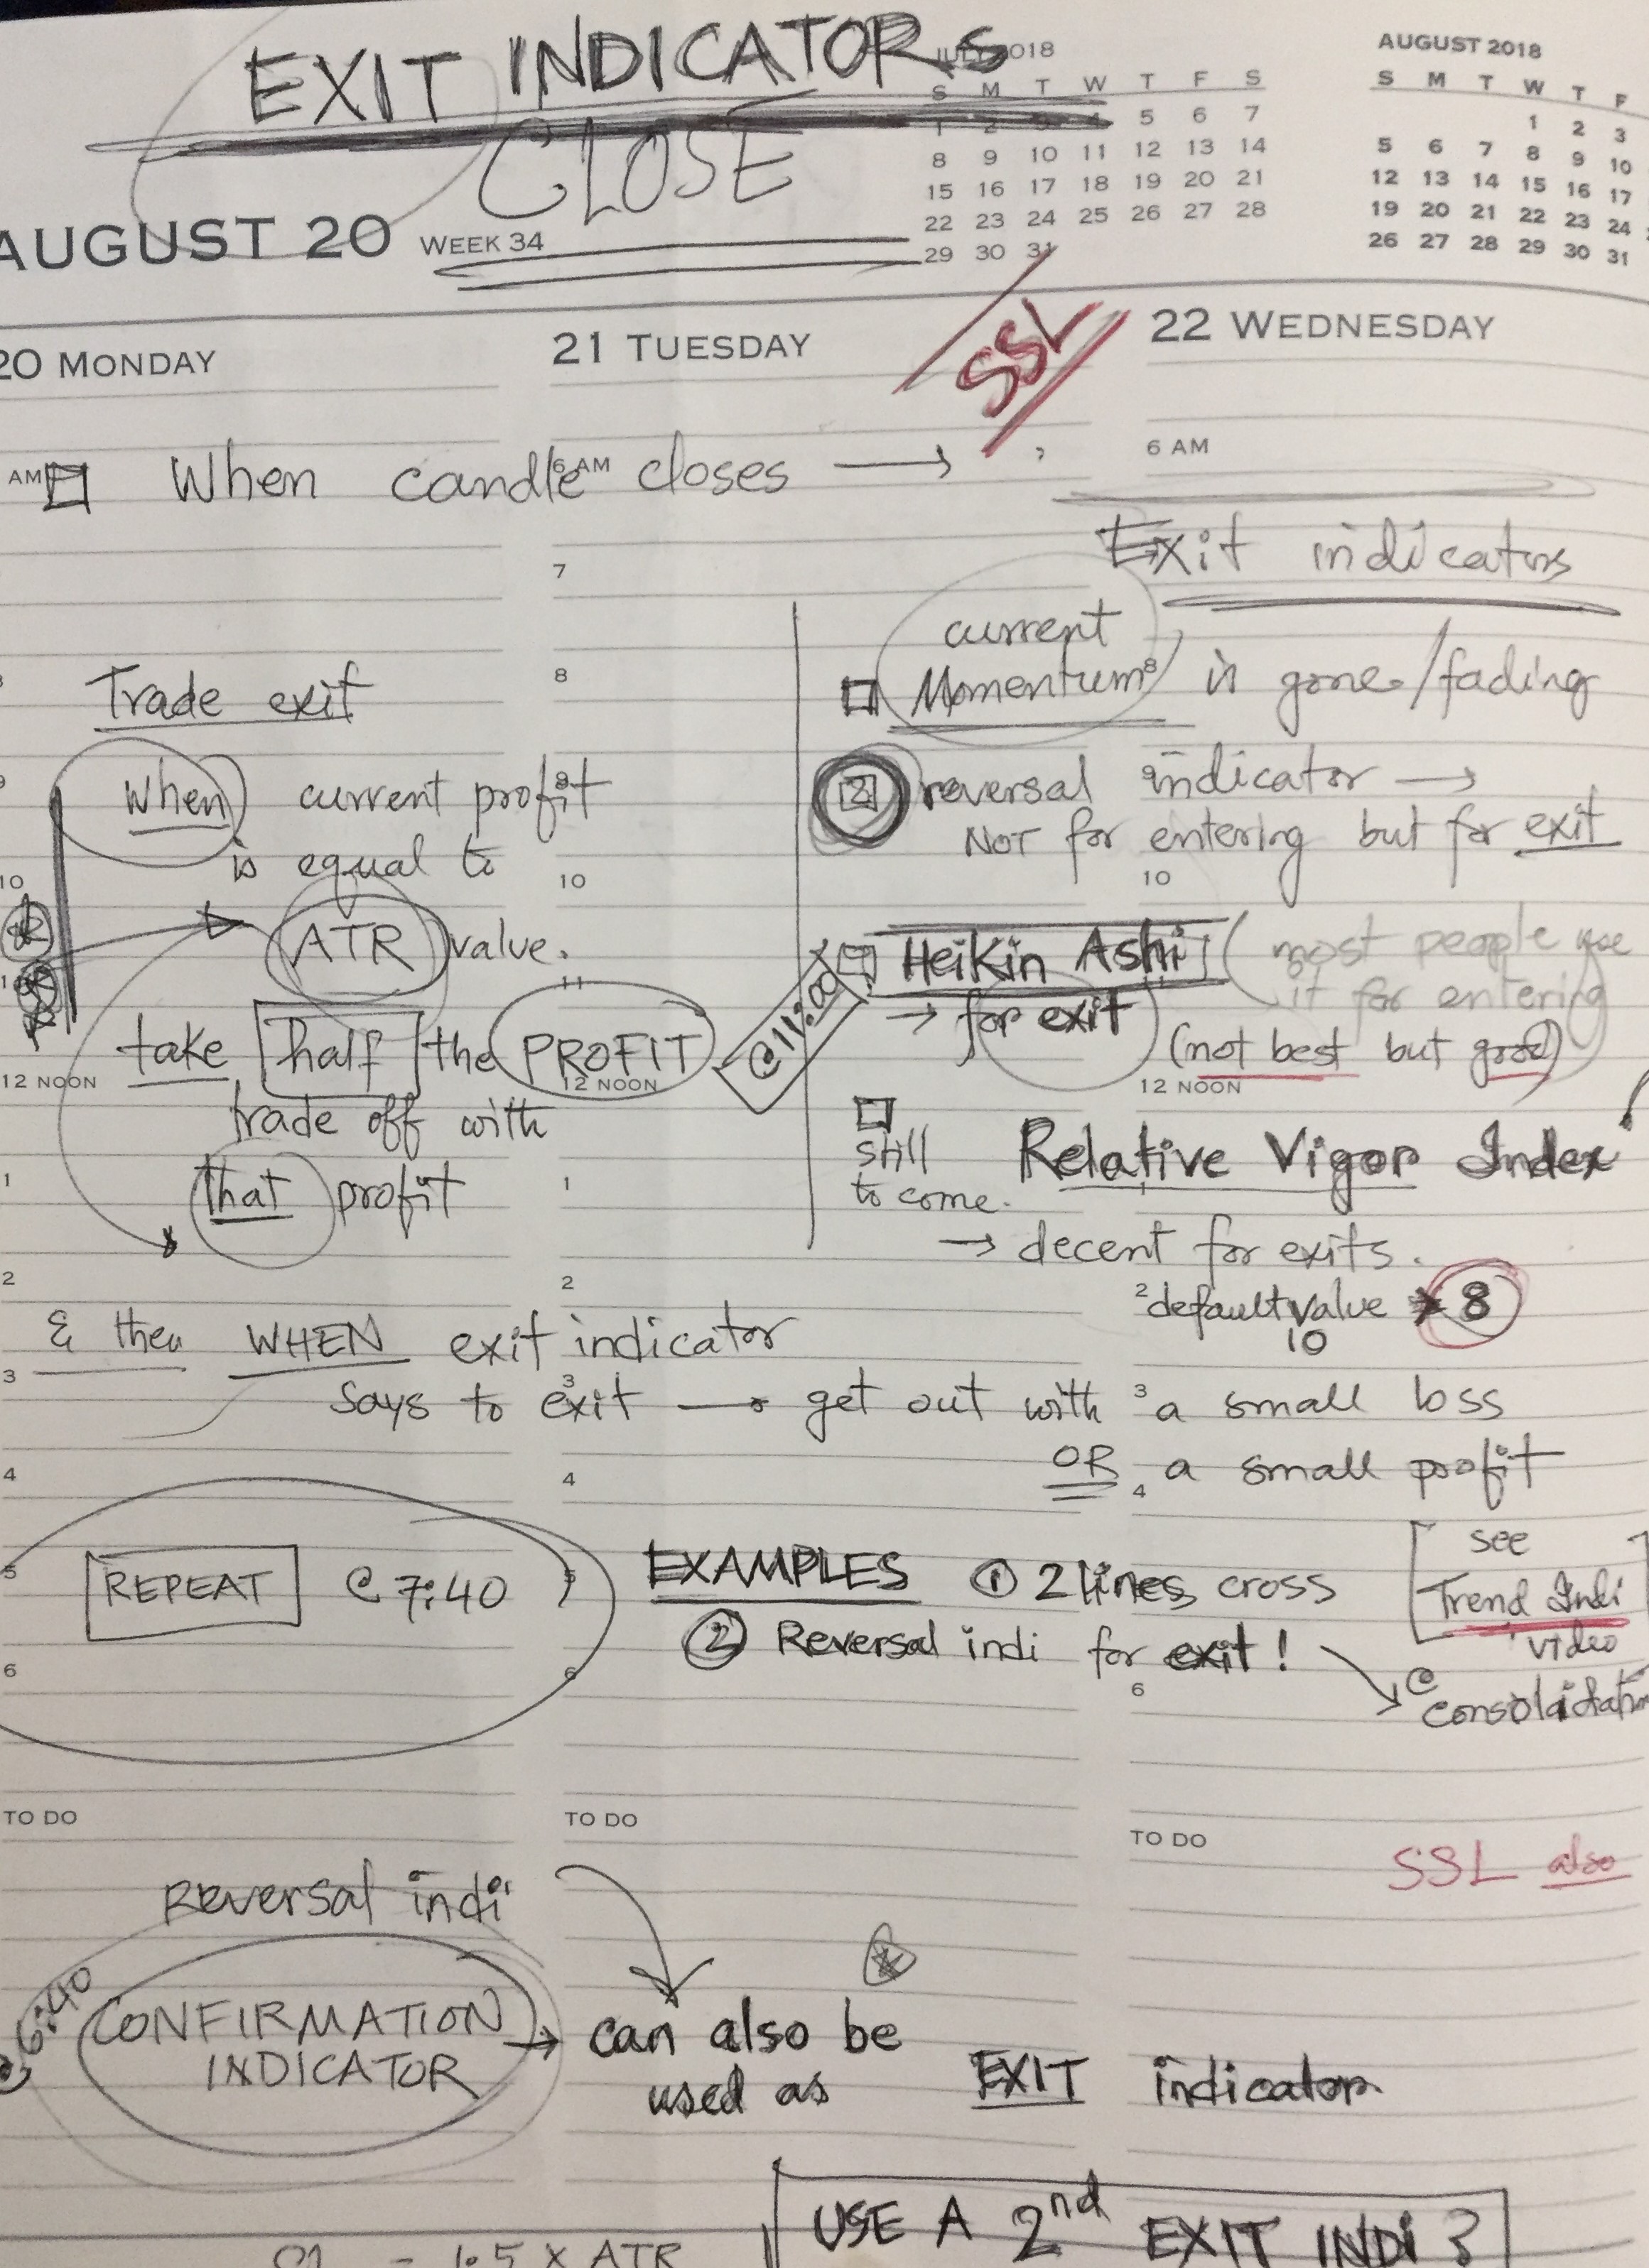 EXIT INDICATORS
CLOSE
JULY 2018
S M T W T F S
1 2 3 4 5 6 7
8 9 10 11 12 13 14
15 16 17 18 19 20 21
22 23 24 25 26 27 28
29 30 31
AUGUST 2018
S M T W T F
1 2 3
5 6 7 8 9 10
12 13 14 15 16 17
19 20 21 22 23 24
26 27 28 29 30 31
AUGUST 20 WEEK 34
20 MONDAY
21 TUESDAY
22 WEDNESDAY
SSL
AM
6 AM
6 AM
When candle closes →
7
Exit indicators
8
Trade exit
When current profit
is equal to
ATR value.
take half the PROFIT
trade off with
that profit
10
12 NOON
1
2
3
4
5
6
10
11
12 NOON
1
2
3
4
5
6
current
Momentum is gone/fading
2 reversal indicator →
NOT for entering but for exit
10
Heikin Ashi (most people use
it for entering)
→ for exit
(not best but good)
@ 11:00
12 NOON
still
to come.
Relative Vigor Index
→ decent for exits.
default value → 8
10
& then WHEN exit indicator
says to exit → get out with a small loss
OR a small profit
2
3
4
6
REPEAT @ 7:40
EXAMPLES ① 2 lines cross
② Reversal indi for exit!
see
Trend Indi
video
@
consolaidation
TO DO
TO DO
TO DO
SSL also
Reversal indi
@ 6:40
CONFIRMATION
INDICATOR
→ can also be
used as EXIT indicator
USE A 2nd EXIT INDI ?
= 1.5 X ATR